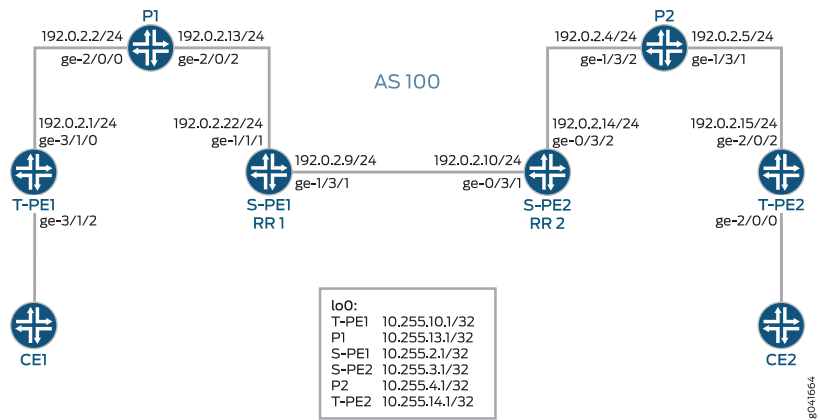 P1
192.0.2.2/24
192.0.2.13/24
ge-2/0/0
ge-2/0/2
P2
192.0.2.4/24
192.0.2.5/24
ge-1/3/2
ge-1/3/1
AS 100
192.0.2.1/24
ge-3/1/0
192.0.2.22/24
ge-1/1/1
192.0.2.14/24
ge-0/3/2
192.0.2.15/24
ge-2/0/2
192.0.2.9/24
ge-1/3/1
192.0.2.10/24
ge-0/3/1
T-PE1
ge-3/1/2
S-PE1
RR 1
S-PE2
RR 2
T-PE2
ge-2/0/0
CE1
lo0:
T-PE1 10.255.10.1/32
P1 10.255.13.1/32
S-PE1 10.255.2.1/32
S-PE2 10.255.3.1/32
P2 10.255.4.1/32
T-PE2 10.255.14.1/32
CE2
g041664